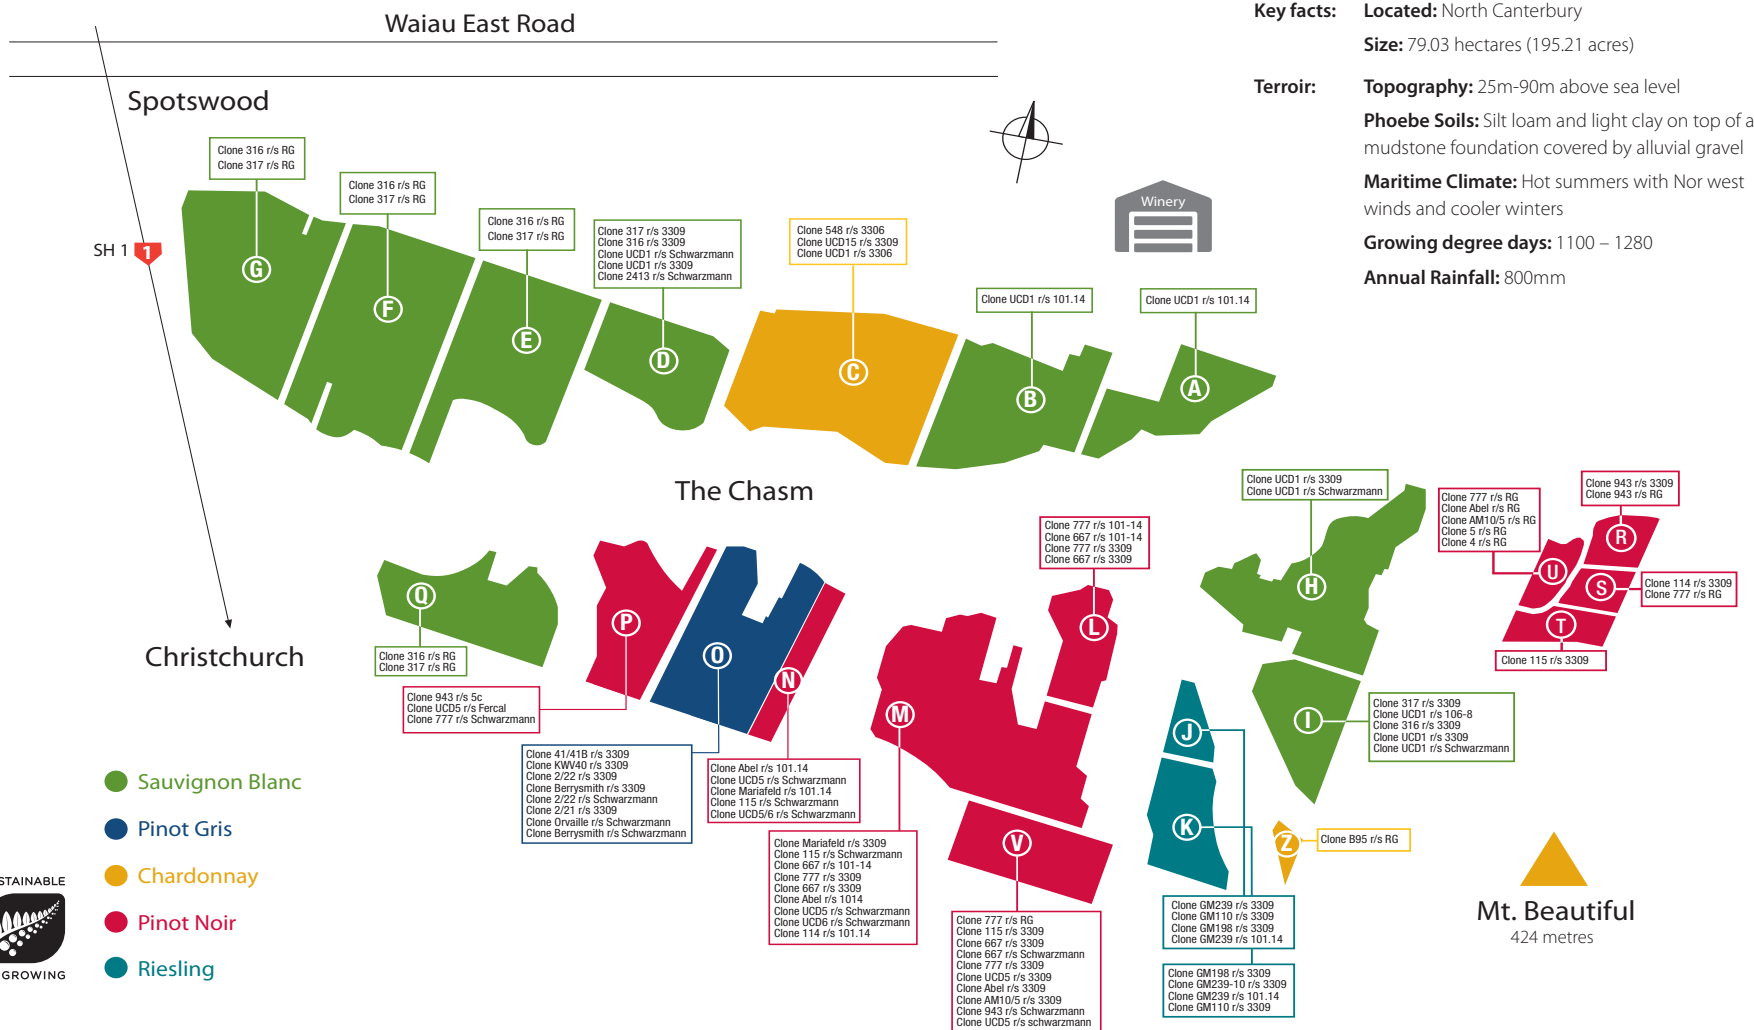 Waiau East Road
Key facts:
Located: North Canterbury
Size: 79.03 hectares (195.21 acres)
Terroir:
Topography: 25m-90m above sea level
Phoebe Soils: Silt loam and light clay on top of a
mudstone foundation covered by alluvial gravel
Maritime Climate: Hot summers with Nor west
winds and cooler winters
Growing degree days: 1100 – 1280
Annual Rainfall: 800mm
Spotswood
Winery
SH 1
1
Clone 316 r/s RG
Clone 317 r/s RG
G
Clone 316 r/s RG
Clone 317 r/s RG
F
Clone 316 r/s RG
Clone 317 r/s RG
E
Clone 317 r/s 3309
Clone 316 r/s 3309
Clone UCD1 r/s Schwarzmann
Clone UCD1 r/s 3309
Clone 2413 r/s Schwarzmann
D
Clone 548 r/s 3306
Clone UCD15 r/s 3309
Clone UCD1 r/s 3306
C
Clone UCD1 r/s 101.14
B
Clone UCD1 r/s 101.14
A
The Chasm
Christchurch
Q
Clone 316 r/s RG
Clone 317 r/s RG
P
Clone 943 r/s 5c
Clone UCD5 r/s Fercal
Clone 777 r/s Schwarzmann
O
Clone 41/41B r/s 3309
Clone KWV40 r/s 3309
Clone 2/22 r/s 3309
Clone Berrysmith r/s 3309
Clone 2/22 r/s Schwarzmann
Clone 2/21 r/s 3309
Clone Orvaille r/s Schwarzmann
Clone Berrysmith r/s Schwarzmann
N
Clone Abel r/s 101.14
Clone UCD5 r/s Schwarzmann
Clone Mariafeld r/s 101.14
Clone 115 r/s Schwarzmann
Clone UCD5/6 r/s Schwarzmann
M
Clone Mariafeld r/s 3309
Clone 115 r/s Schwarzmann
Clone 667 r/s 101-14
Clone 777 r/s 3309
Clone 667 r/s 3309
Clone Abel r/s 1014
Clone UCD5 r/s Schwarzmann
Clone UCD6 r/s Schwarzmann
Clone 114 r/s 101.14
Clone 777 r/s 101-14
Clone 667 r/s 101-14
Clone 777 r/s 3309
Clone 667 r/s 3309
L
V
Clone 777 r/s RG
Clone 115 r/s 3309
Clone 667 r/s 3309
Clone 667 r/s Schwarzmann
Clone 777 r/s 3309
Clone UCD5 r/s 3309
Clone Abel r/s 3309
Clone AM10/5 r/s 3309
Clone 943 r/s Schwarzmann
Clone UCD5 r/s schwarzmann
J
K
Clone GM239 r/s 3309
Clone GM110 r/s 3309
Clone GM198 r/s 3309
Clone GM239 r/s 101.14
Clone GM198 r/s 3309
Clone GM239-10 r/s 3309
Clone GM239 r/s 101.14
Clone GM110 r/s 3309
Clone UCD1 r/s 3309
Clone UCD1 r/s Schwarzmann
H
I
Clone 317 r/s 3309
Clone UCD1 r/s 106-8
Clone 316 r/s 3309
Clone UCD1 r/s 3309
Clone UCD1 r/s Schwarzmann
Z
Clone B95 r/s RG
Clone 777 r/s RG
Clone Abel r/s RG
Clone AM10/5 r/s RG
Clone 5 r/s RG
Clone 4 r/s RG
U
Clone 943 r/s 3309
Clone 943 r/s RG
R
S
Clone 114 r/s 3309
Clone 777 r/s RG
T
Clone 115 r/s 3309
Mt. Beautiful
424 metres
Sauvignon Blanc
Pinot Gris
Chardonnay
Pinot Noir
Riesling
STAINABLE
GROWING